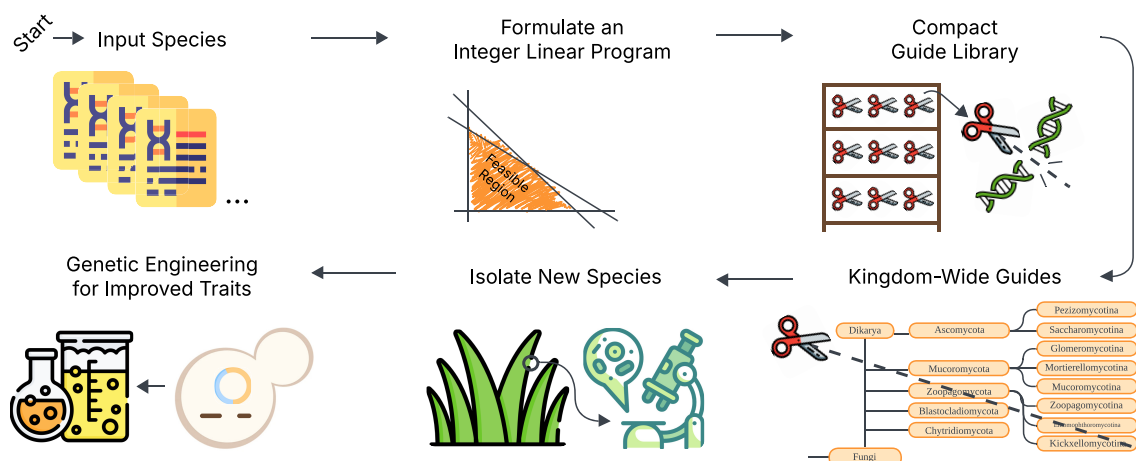 Start
Input Species
Formulate an
Integer Linear Program
Compact
Guide Library
Feasible
Region
...
Genetic Engineering
for Improved Traits
Isolate New Species
Kingdom-Wide Guides
Pezizomycotina
Dikarya
Ascomycota
Saccharomycotina
Glomeromycotina
Mucoromycota
Mortierellomycotina
Mucoromycotina
Zoopagomycota
Zoopagomycotina
Blastocladiomycota
Chytridiomycota
Kickxellomycotina
Fungi